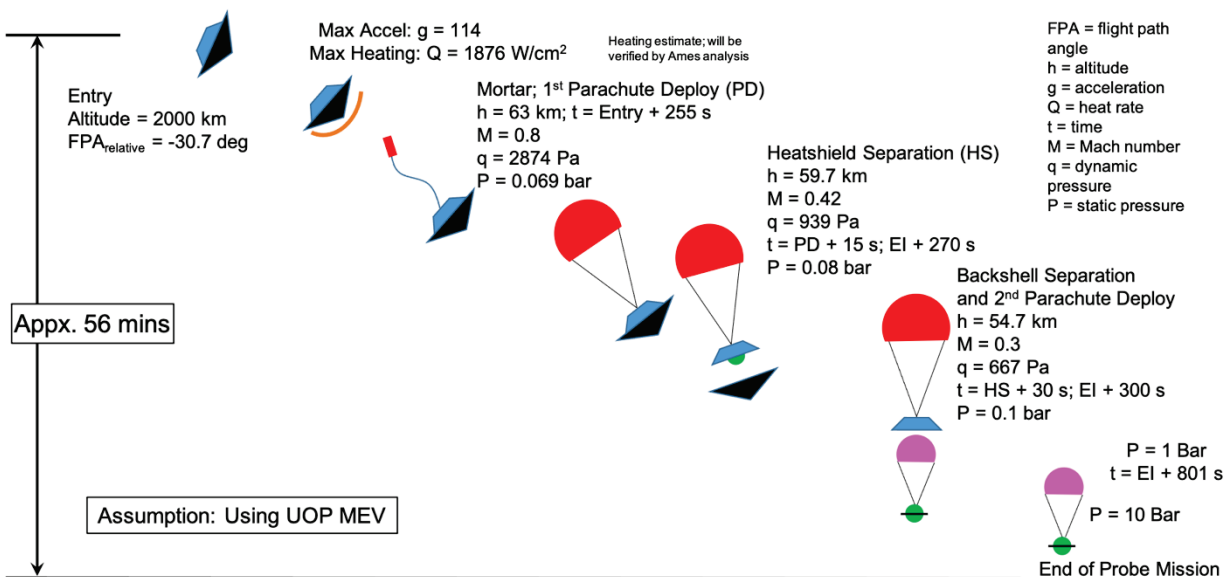 Max Accel: g = 114
Max Heating: Q = 1876 W/cm²
Heating estimate; will be
verified by Ames analysis
Entry
Altitude = 2000 km
FPArelative = -30.7 deg
Mortar; 1st Parachute Deploy (PD)
h = 63 km; t = Entry + 255 s
M = 0.8
q = 2874 Pa
P = 0.069 bar
Heatshield Separation (HS)
h = 59.7 km
M = 0.42
q = 939 Pa
t = PD + 15 s; EI + 270 s
P = 0.08 bar
Backshell Separation
and 2nd Parachute Deploy
h = 54.7 km
M = 0.3
q = 667 Pa
t = HS + 30 s; EI + 300 s
P = 0.1 bar
FPA = flight path
angle
h = altitude
g = acceleration
Q = heat rate
t = time
M = Mach number
q = dynamic
pressure
P = static pressure
Appx. 56 mins
Assumption: Using UOP MEV
P = 1 Bar
t = EI + 801 s
P = 10 Bar
End of Probe Mission